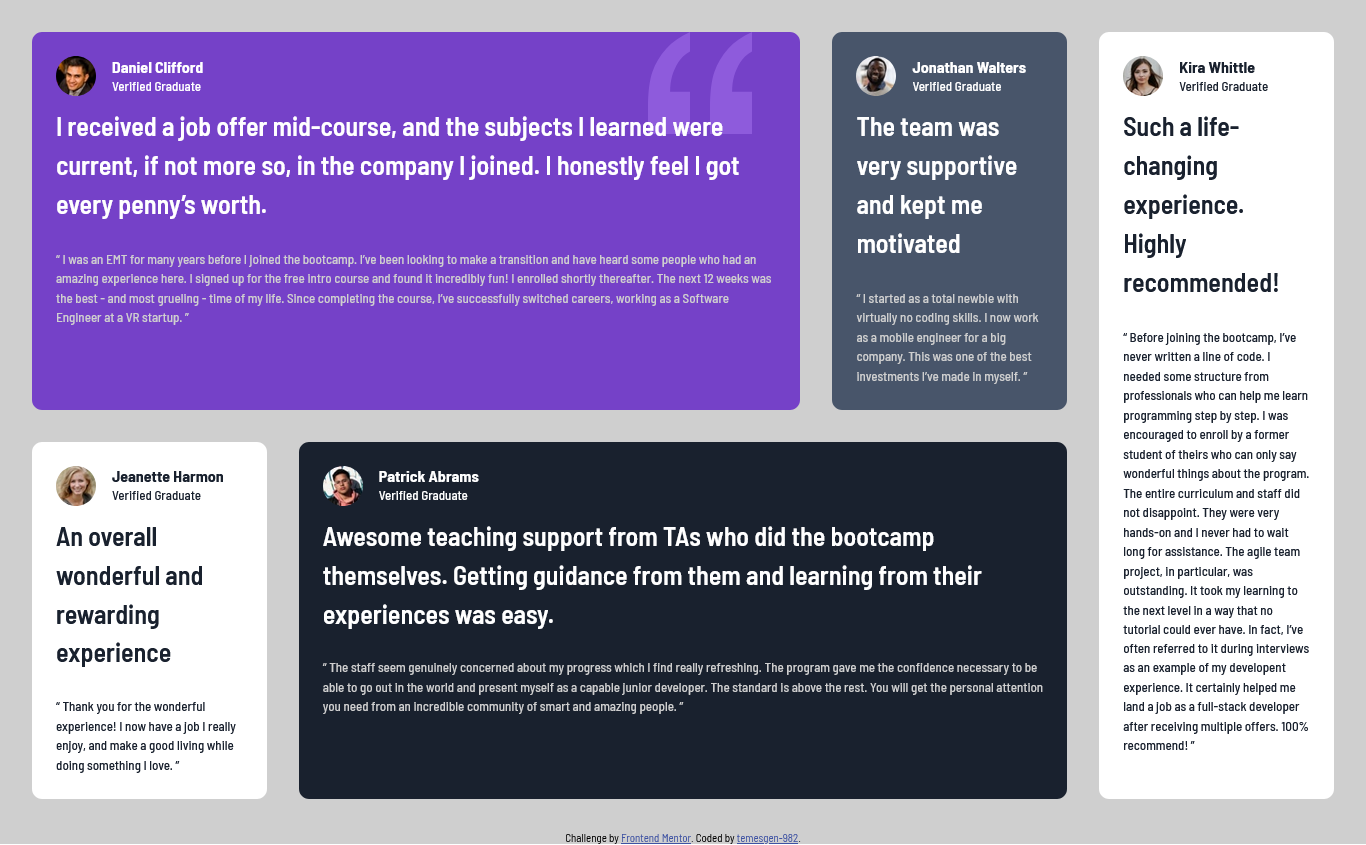 Daniel Clifford
Verified Graduate
I received a job offer mid-course, and the subjects I learned were
current, if not more so, in the company I joined. I honestly feel I got
every penny’s worth.
“ I was an EMT for many years before I joined the bootcamp. I’ve been looking to make a transition and have heard some people who had an
amazing experience here. I signed up for the free intro course and found it incredibly fun! I enrolled shortly thereafter. The next 12 weeks was
the best - and most grueling - time of my life. Since completing the course, I’ve successfully switched careers, working as a Software
Engineer at a VR startup. ”
Jonathan Walters
Verified Graduate
The team was
very supportive
and kept me
motivated
“ I started as a total newbie with
virtually no coding skills. I now work
as a mobile engineer for a big
company. This was one of the best
investments I’ve made in myself. ”
Kira Whittle
Verified Graduate
Such a life-
changing
experience.
Highly
recommended!
“ Before joining the bootcamp, I’ve
never written a line of code. I
needed some structure from
professionals who can help me learn
programming step by step. I was
encouraged to enroll by a former
student of theirs who can only say
wonderful things about the program.
The entire curriculum and staff did
not disappoint. They were very
hands-on and I never had to wait
long for assistance. The agile team
project, in particular, was
outstanding. It took my learning to
the next level in a way that no
tutorial could ever have. In fact, I’ve
often referred to it during interviews
as an example of my developent
experience. It certainly helped me
land a job as a full-stack developer
after receiving multiple offers. 100%
recommend! ”
Jeanette Harmon
Verified Graduate
An overall
wonderful and
rewarding
experience
“ Thank you for the wonderful
experience! I now have a job I really
enjoy, and make a good living while
doing something I love. ”
Patrick Abrams
Verified Graduate
Awesome teaching support from TAs who did the bootcamp
themselves. Getting guidance from them and learning from their
experiences was easy.
“ The staff seem genuinely concerned about my progress which I find really refreshing. The program gave me the confidence necessary to be
able to go out in the world and present myself as a capable junior developer. The standard is above the rest. You will get the personal attention
you need from an incredible community of smart and amazing people. ”
Challenge by Frontend Mentor. Coded by temesgen-982.